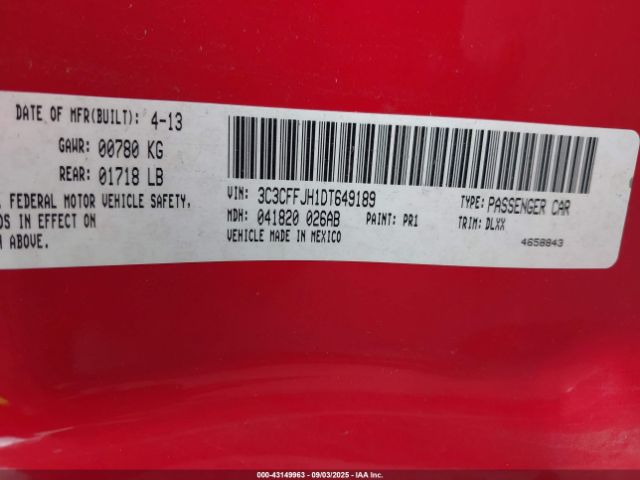 DATE OF MFR(BUILT): 4-13
GAWR: 00780 KG
REAR: 01718 LB
FEDERAL MOTOR VEHICLE SAFETY,
IN EFFECT ON
ABOVE.
VIN: 3C3CFFJH1DT649189 TYPE: PASSENGER CAR
MDH: 041820 026AB PAINT: PR1 TRIM: DLXX
VEHICLE MADE IN MEXICO 4658843
000-43149963 - 09/03/2025 - IAA Inc.